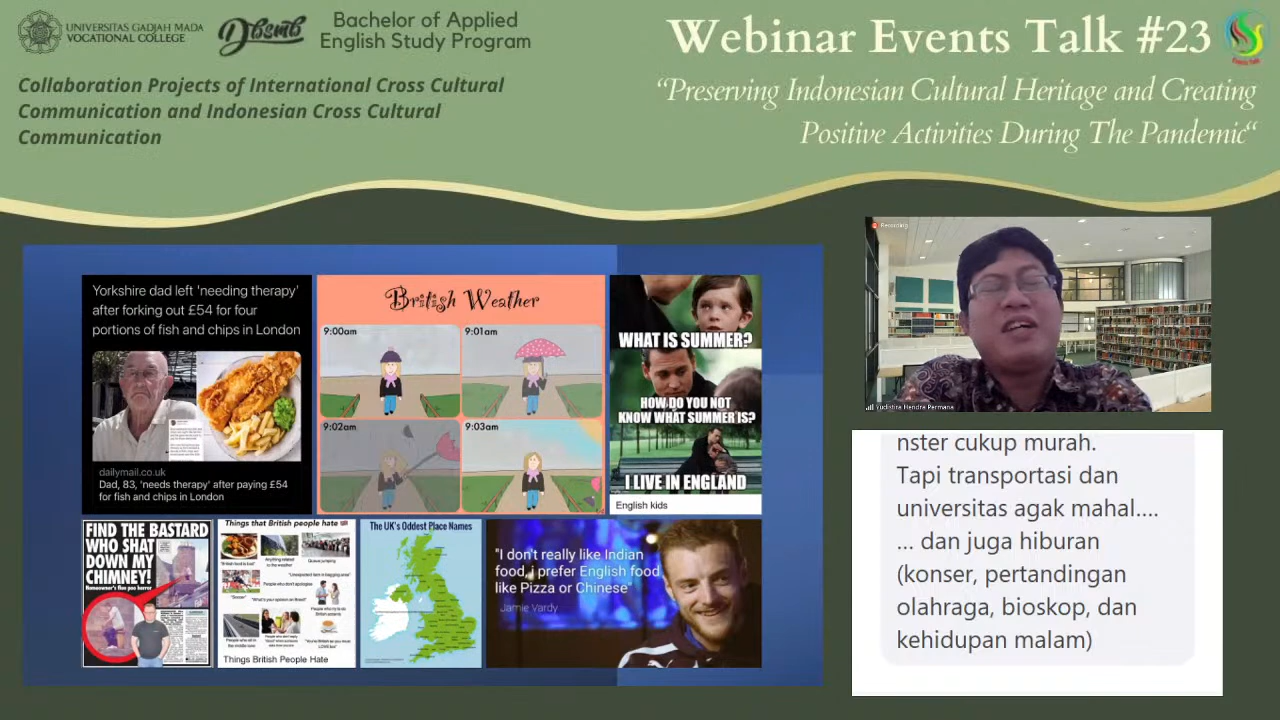 UNIVERSITAS GADJAH MADA
VOCATIONAL COLLEGE
Dbsmb
Bachelor of Applied
English Study Program
Collaboration Projects of International Cross Cultural
Communication and Indonesian Cross Cultural
Communication
Webinar Events Talk #23
“Preserving Indonesian Cultural Heritage and Creating
Positive Activities During The Pandemic“
Yorkshire dad left 'needing therapy'
after forking out £54 for four
portions of fish and chips in London
dailymail.co.uk
Dad, 83, 'needs therapy' after paying £54
for fish and chips in London
British Weather
9:00am
9:01am
9:02am
9:03am
WHAT IS SUMMER?
HOW DO YOU NOT
KNOW WHAT SUMMER IS?
I LIVE IN ENGLAND
English kids
FIND THE BASTARD
WHO SHAT
DOWN MY
CHIMNEY!
Things that British people hate
Queue jumping
Things British People Hate
The UK's Oddest Place Names
"I don't really like Indian
food, i prefer English food
like Pizza or Chinese"
- Jamie Vardy
Recording
Yudistira Hendra Permana
nster cukup murah.
Tapi transportasi dan
universitas agak mahal....
... dan juga hiburan
(konser, pertandingan
olahraga, bioskop, dan
kehidupan malam)